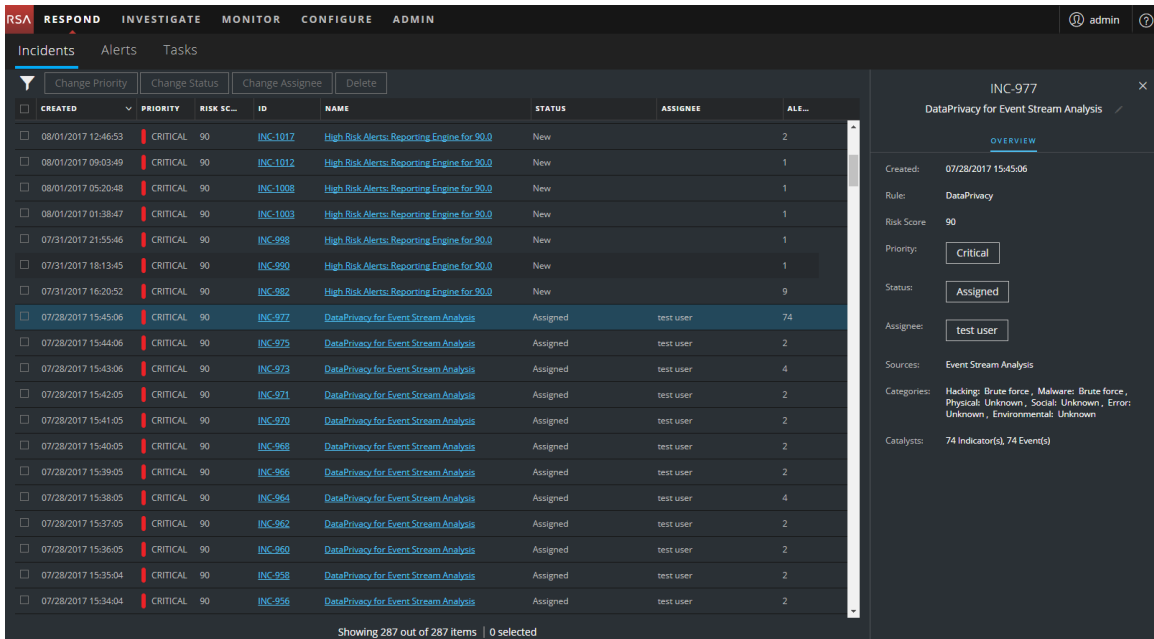 RSA RESPOND INVESTIGATE MONITOR CONFIGURE ADMIN admin ?
Incidents Alerts Tasks
Change Priority Change Status Change Assignee Delete
CREATED PRIORITY RISK SC... ID NAME STATUS ASSIGNEE ALE...
08/01/2017 12:46:53 CRITICAL 90 INC-1017 High Risk Alerts: Reporting Engine for 90.0 New 2
08/01/2017 09:03:49 CRITICAL 90 INC-1012 High Risk Alerts: Reporting Engine for 90.0 New 1
08/01/2017 05:20:48 CRITICAL 90 INC-1008 High Risk Alerts: Reporting Engine for 90.0 New 1
08/01/2017 01:38:47 CRITICAL 90 INC-1003 High Risk Alerts: Reporting Engine for 90.0 New 1
07/31/2017 21:55:46 CRITICAL 90 INC-998 High Risk Alerts: Reporting Engine for 90.0 New 1
07/31/2017 18:13:45 CRITICAL 90 INC-990 High Risk Alerts: Reporting Engine for 90.0 New 1
07/31/2017 16:20:52 CRITICAL 90 INC-982 High Risk Alerts: Reporting Engine for 90.0 New 9
07/28/2017 15:45:06 CRITICAL 90 INC-977 DataPrivacy for Event Stream Analysis Assigned test user 74
07/28/2017 15:44:06 CRITICAL 90 INC-975 DataPrivacy for Event Stream Analysis Assigned test user 2
07/28/2017 15:43:06 CRITICAL 90 INC-973 DataPrivacy for Event Stream Analysis Assigned test user 4
07/28/2017 15:42:05 CRITICAL 90 INC-971 DataPrivacy for Event Stream Analysis Assigned test user 2
07/28/2017 15:41:05 CRITICAL 90 INC-970 DataPrivacy for Event Stream Analysis Assigned test user 2
07/28/2017 15:40:05 CRITICAL 90 INC-968 DataPrivacy for Event Stream Analysis Assigned test user 2
07/28/2017 15:39:05 CRITICAL 90 INC-966 DataPrivacy for Event Stream Analysis Assigned test user 2
07/28/2017 15:38:05 CRITICAL 90 INC-964 DataPrivacy for Event Stream Analysis Assigned test user 4
07/28/2017 15:37:05 CRITICAL 90 INC-962 DataPrivacy for Event Stream Analysis Assigned test user 2
07/28/2017 15:36:05 CRITICAL 90 INC-960 DataPrivacy for Event Stream Analysis Assigned test user 2
07/28/2017 15:35:04 CRITICAL 90 INC-958 DataPrivacy for Event Stream Analysis Assigned test user 2
07/28/2017 15:34:04 CRITICAL 90 INC-956 DataPrivacy for Event Stream Analysis Assigned test user 2
Showing 287 out of 287 items | 0 selected
INC-977
DataPrivacy for Event Stream Analysis
OVERVIEW
Created: 07/28/2017 15:45:06
Rule: DataPrivacy
Risk Score 90
Priority: Critical
Status: Assigned
Assignee: test user
Sources: Event Stream Analysis
Categories: Hacking: Brute force , Malware: Brute force ,
Physical: Unknown , Social: Unknown , Error:
Unknown , Environmental: Unknown
Catalysts: 74 Indicator(s), 74 Event(s)